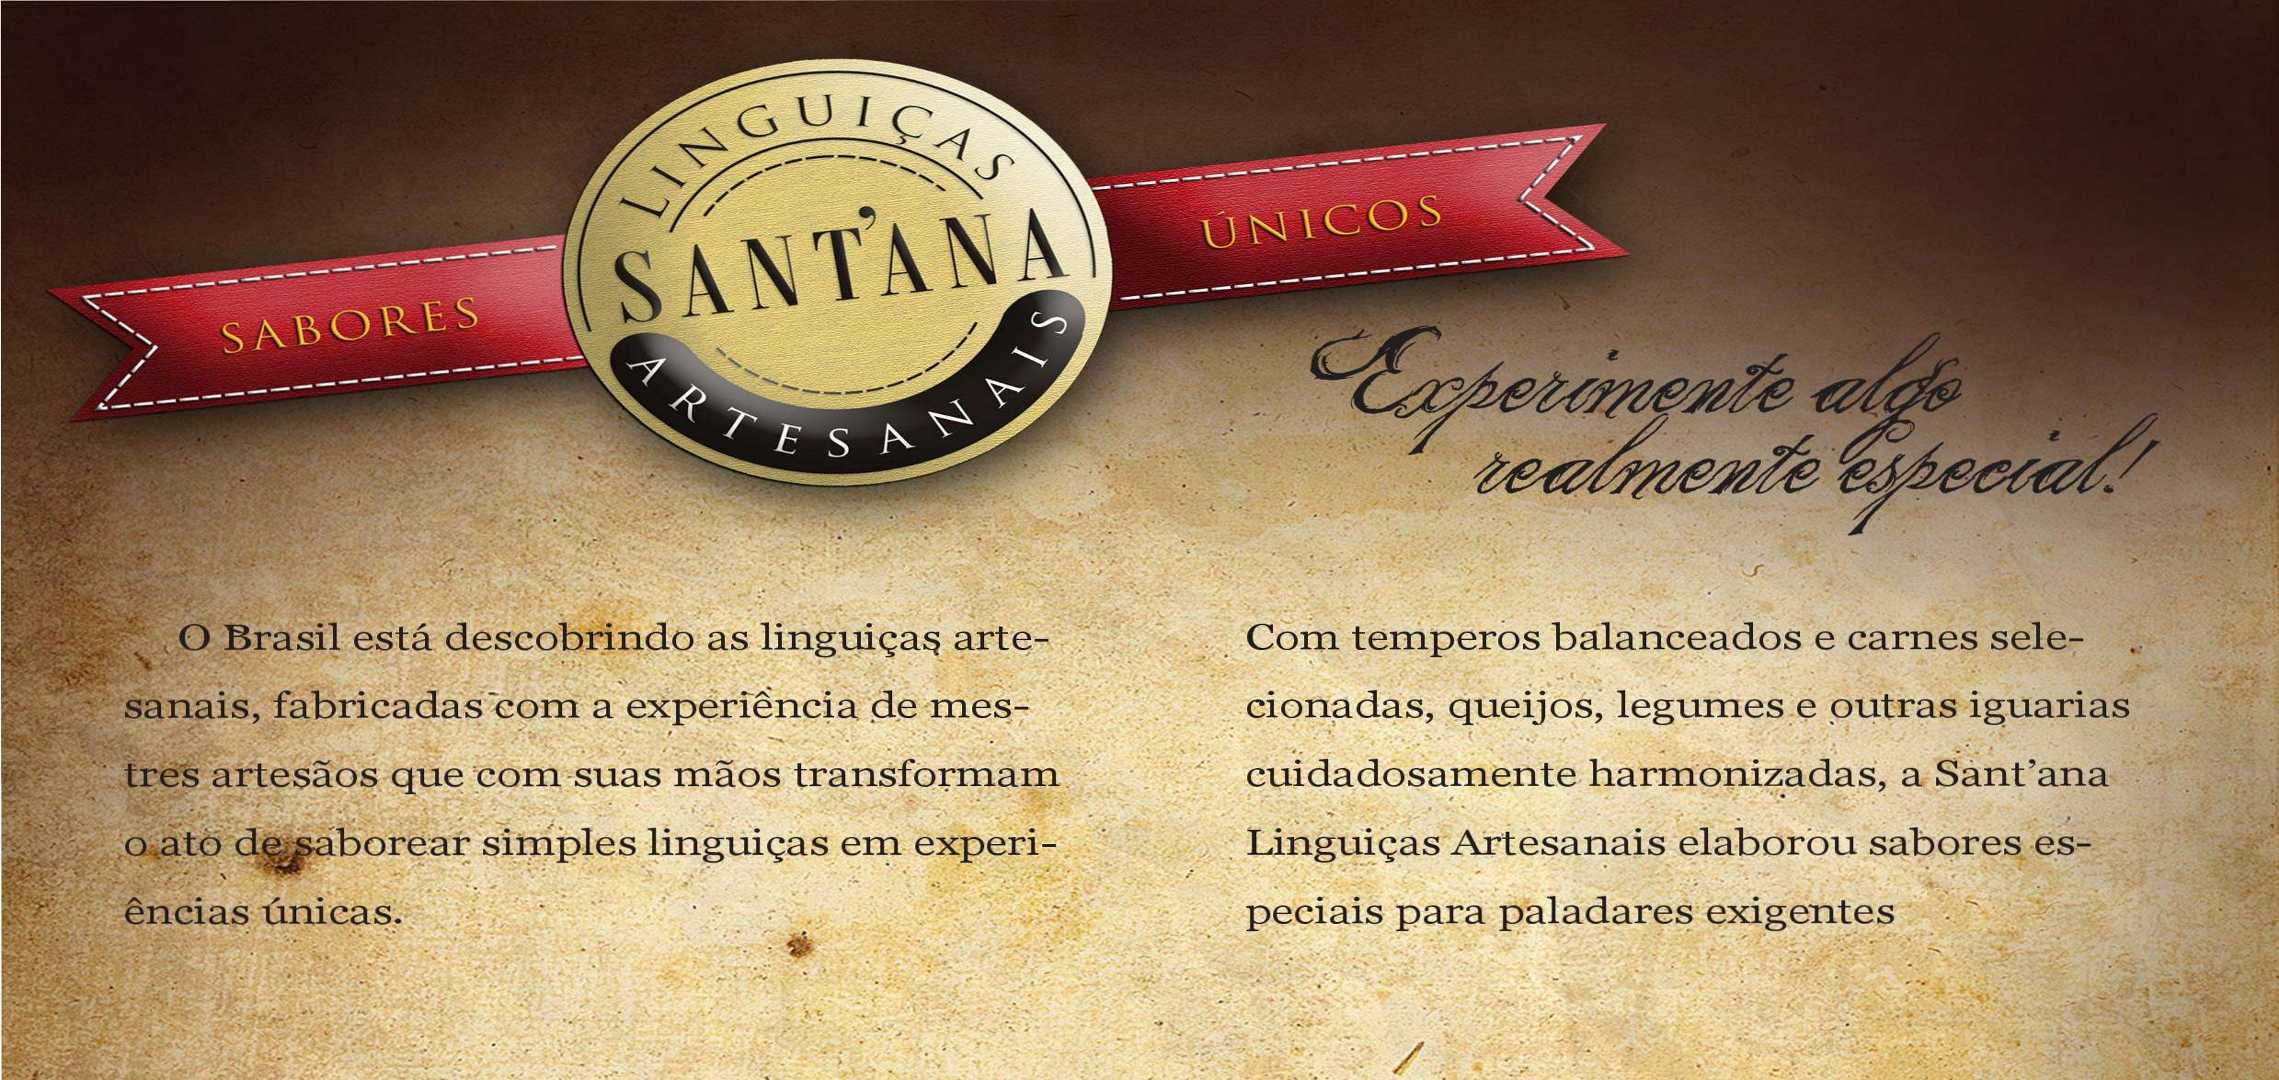 LINGUIÇAS
SANT'ANA
ARTESANAIS
SABORES
ÚNICOS
Experimente algo
realmente especial!
O Brasil está descobrindo as linguiças arte-
sanais, fabricadas com a experiência de mes-
tres artesãos que com suas mãos transformam
o ato de saborear simples linguiças em experi-
ências únicas.
Com temperos balanceados e carnes sele-
cionadas, queijos, legumes e outras iguarias
cuidadosamente harmonizadas, a Sant’ana
Linguiças Artesanais elaborou sabores es-
peciais para paladares exigentes